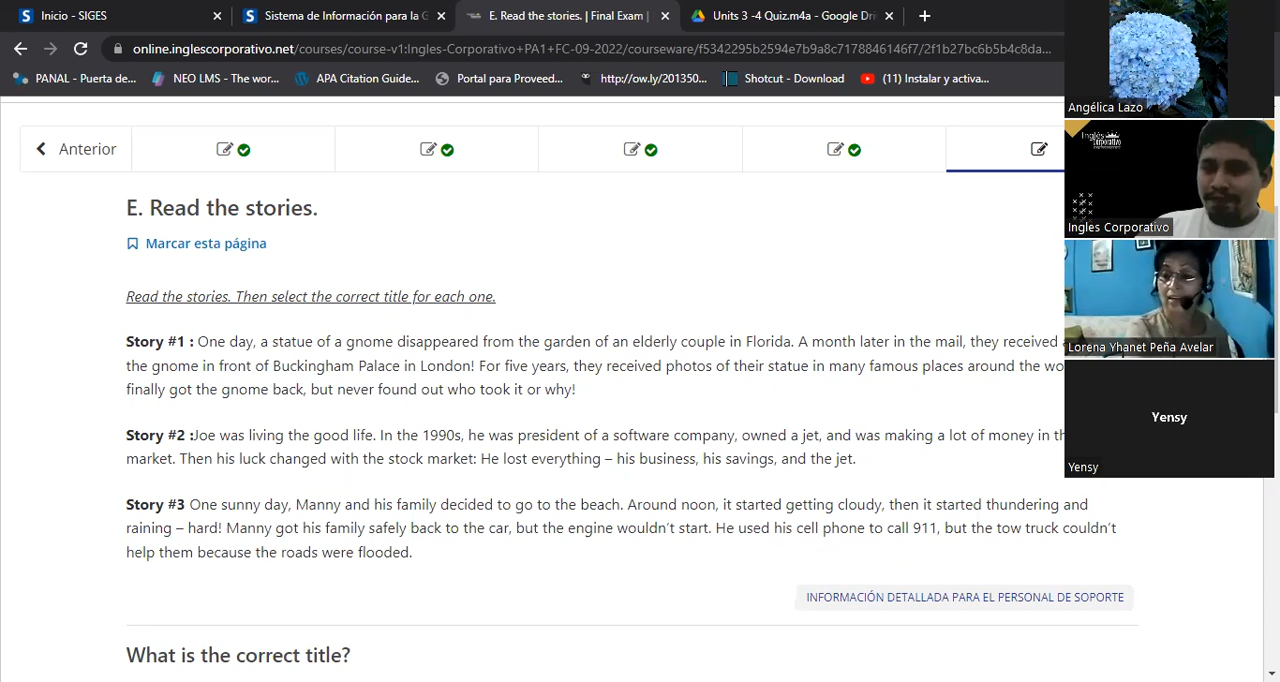 Inicio - SIGES
Sistema de Información para la G
E. Read the stories. | Final Exam |
Units 3 -4 Quiz.m4a - Google Dri
online.inglescorporativo.net/courses/course-v1:Ingles-Corporativo+PA1+FC-09-2022/courseware/f5342295b2594e7b9a8c7178846146f7/2f1b27bc6b5b4c8da...
PANAL - Puerta de...
NEO LMS - The wor...
APA Citation Guide...
Portal para Proveed...
http://ow.ly/201350...
Shotcut - Download
(11) Instalar y activa...
Anterior
E. Read the stories.
Marcar esta página
Read the stories. Then select the correct title for each one.
Story #1 : One day, a statue of a gnome disappeared from the garden of an elderly couple in Florida. A month later in the mail, they received
the gnome in front of Buckingham Palace in London! For five years, they received photos of their statue in many famous places around the wo
finally got the gnome back, but never found out who took it or why!
Story #2 :Joe was living the good life. In the 1990s, he was president of a software company, owned a jet, and was making a lot of money in th
market. Then his luck changed with the stock market: He lost everything – his business, his savings, and the jet.
Story #3 One sunny day, Manny and his family decided to go to the beach. Around noon, it started getting cloudy, then it started thundering and
raining – hard! Manny got his family safely back to the car, but the engine wouldn't start. He used his cell phone to call 911, but the tow truck couldn't
help them because the roads were flooded.
INFORMACIÓN DETALLADA PARA EL PERSONAL DE SOPORTE
What is the correct title?
Angélica Lazo
Inglés
Corporativo
Ingles Corporativo
Lorena Yhanet Peña Avelar
Yensy
Yensy